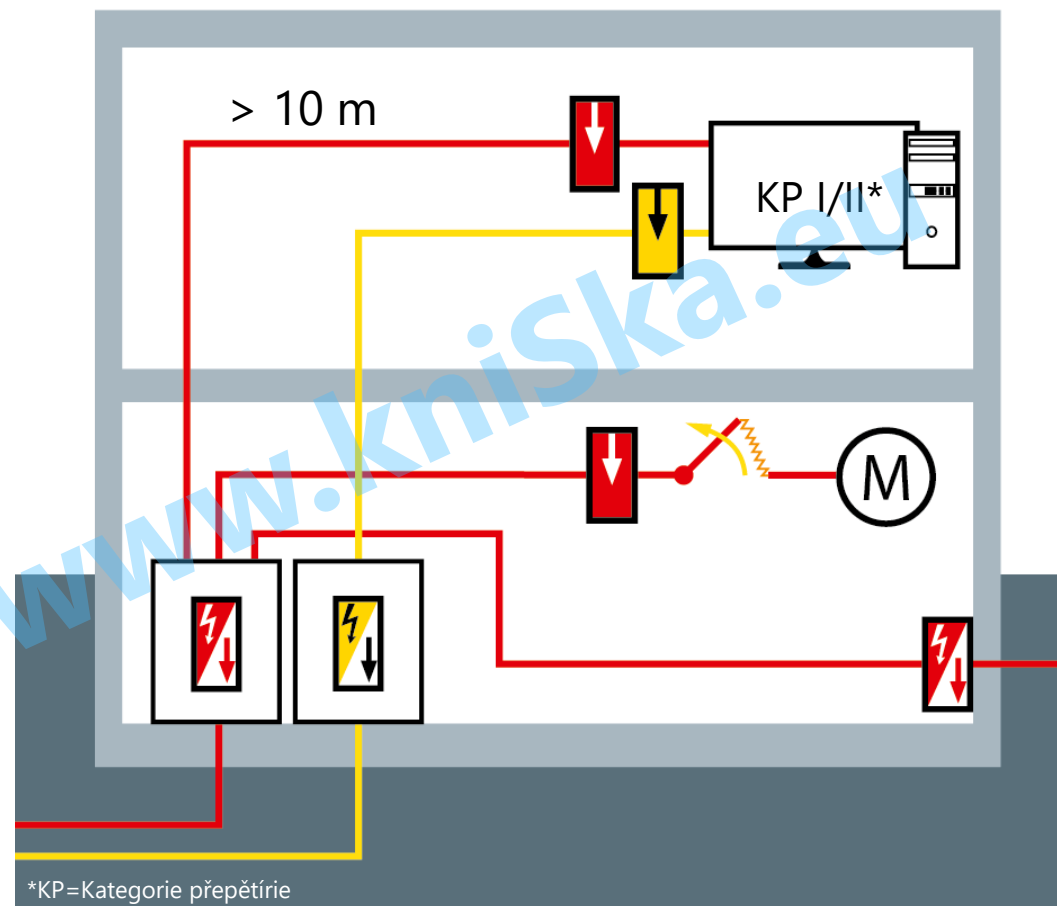 > 10 m
KP I/II*
www.kniSka.eu
M
*KP=Kategorie přepětírie